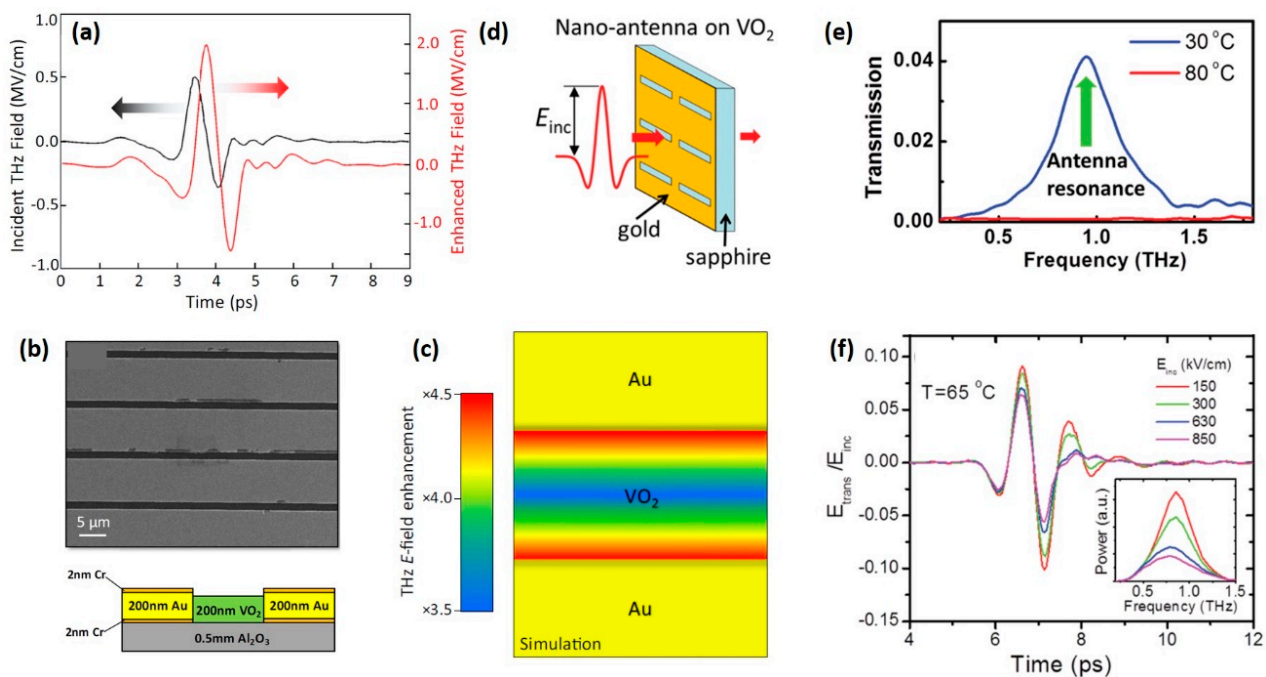 (a)
Incident THz Field (MV/cm)
1.0
0.5
0.0
-0.5
-1.0
0 1 2 3 4 5 6 7 8 9
Time (ps)
2.0
1.0
0.0
-1.0
Enhanced THz Field (MV/cm)
(d)
Nano-antenna on VO₂
E_inc
gold
sapphire
(e)
Transmission
0.04
0.02
0.00
30 °C
80 °C
Antenna
resonance
0.5 1.0 1.5
Frequency (THz)
(b)
5 µm
2nm Cr
200nm Au 200nm VO₂ 200nm Au
2nm Cr
0.5mm Al₂O₃
(c)
THz E-field enhancement
×4.5
×4.0
×3.5
Au
VO₂
Au
Simulation
(f)
E_trans/E_inc
0.10
0.05
0.00
-0.05
-0.10
-0.15
T=65 °C
E_inc (kV/cm)
150
300
630
850
Power (a.u.)
0.5 1.0 1.5
Frequency (THz)
4 6 8 10 12
Time (ps)